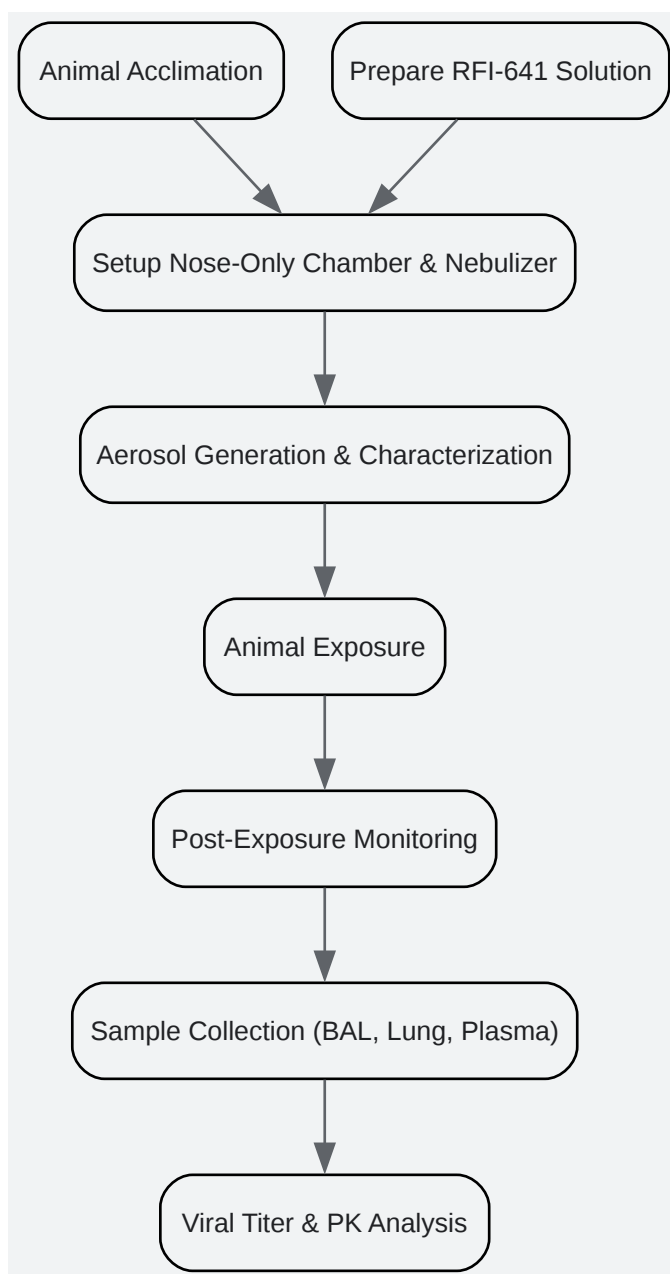 Animal Acclimation
Prepare RFI-641 Solution
Setup Nose-Only Chamber & Nebulizer
Aerosol Generation & Characterization
Animal Exposure
Post-Exposure Monitoring
Sample Collection (BAL, Lung, Plasma)
Viral Titer & PK Analysis